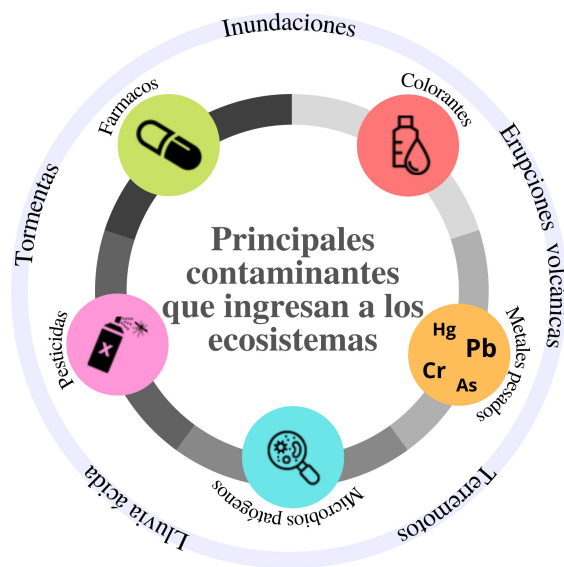 Inundaciones
Farmacos
Colorantes
Tormentas
Erupciones volcánicas
Principales
contaminantes
que ingresan a los
ecosistemas
Pesticidas
X
Hg
Pb
Cr
As
Metales pesados
Microbios patógenos
Lluvia ácida
Terremotos